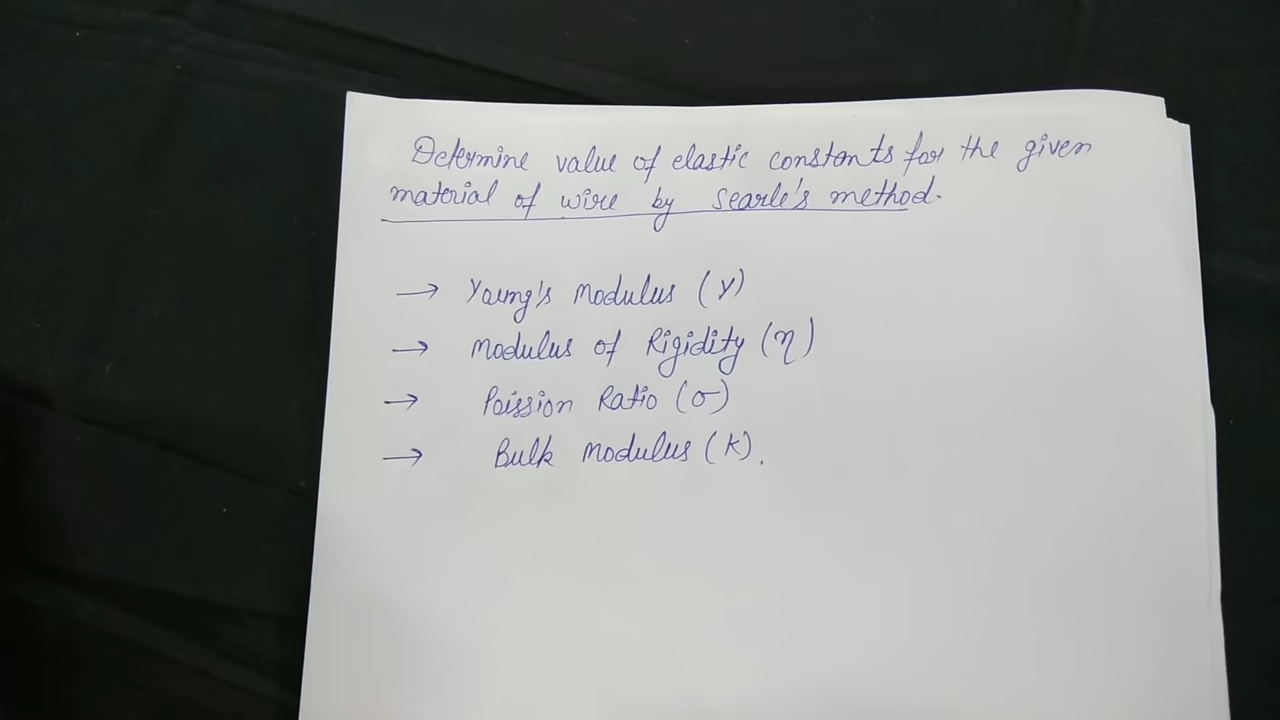 Determine value of elastic constants for the given
material of wire by Searle's method.
→ Young's Modulus (Y)
→ Modulus of Rigidity (η)
→ Poission Ratio (σ)
→ Bulk Modulus (K).